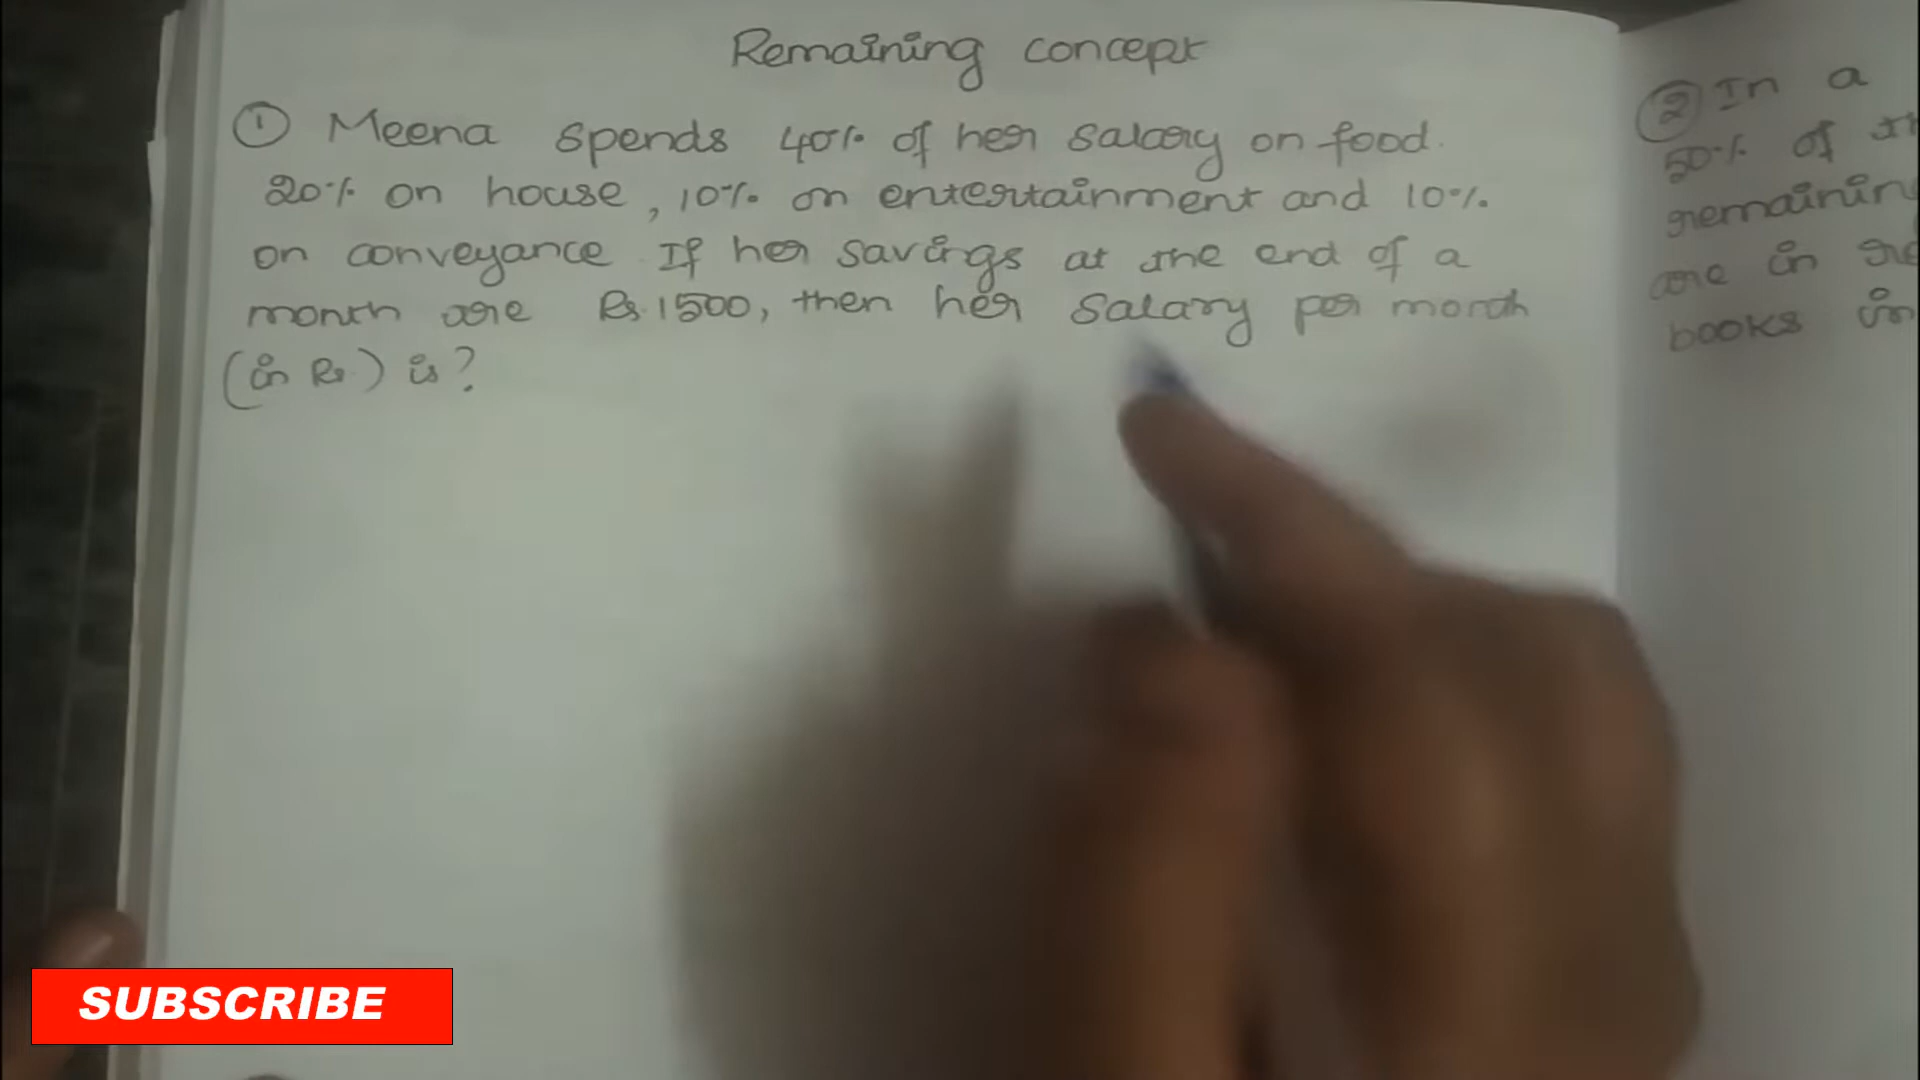 Remaining concept
① Meena spends 40% of her salary on food.
20% on house, 10% on entertainment and 10%
on conveyance. If her savings at the end of a
month are Rs.1500, then her salary per month
(in Rs.) is?
② In a
50% of
remaining
are in
books in
SUBSCRIBE